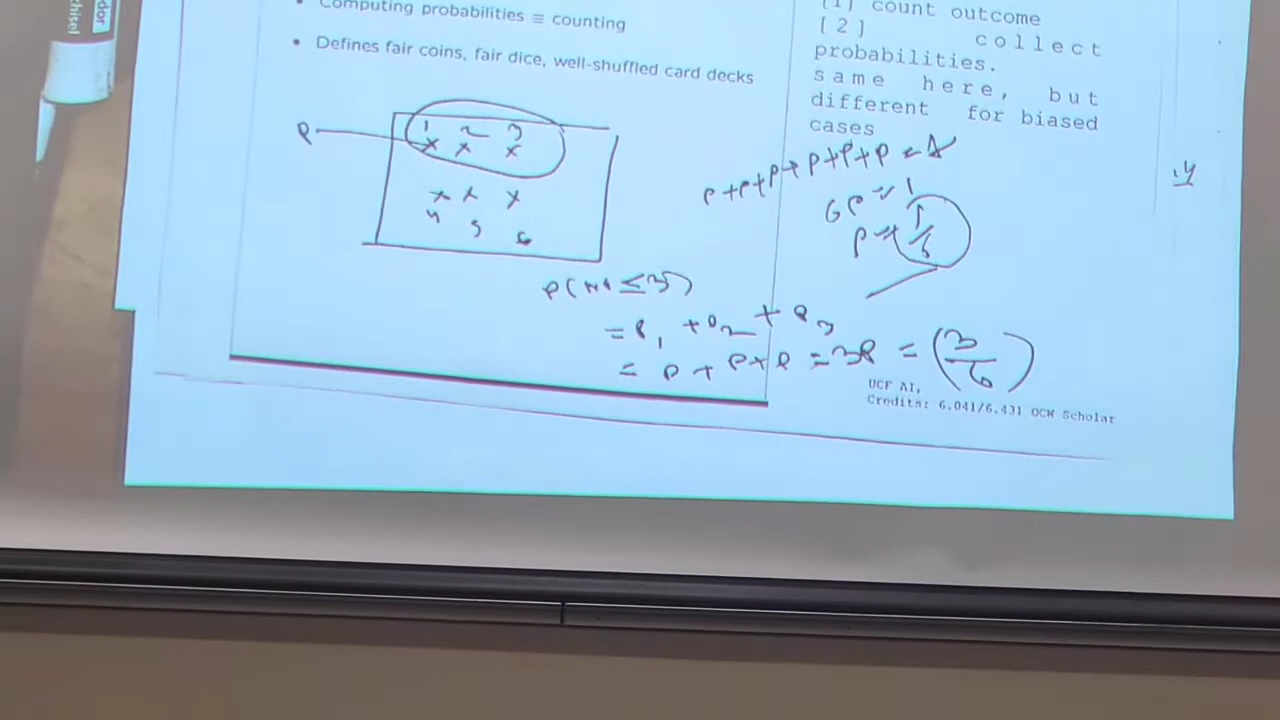 dor
chisel
• Computing probabilities ≡ counting
• Defines fair coins, fair dice, well-shuffled card decks
[1] count outcome
[2] collect
probabilities.
same here, but
different for biased
cases
P
1 2 3
x x x
x x x
4 5 6
P+P+P+P+P+P = 1
6P = 1
P = 1/6
≤ 3)
= P1 + P2 + P3
= P + P + P = 3P = (3/6)
UCF AI,
Credits: 6.041/6.431 OCW Scholar